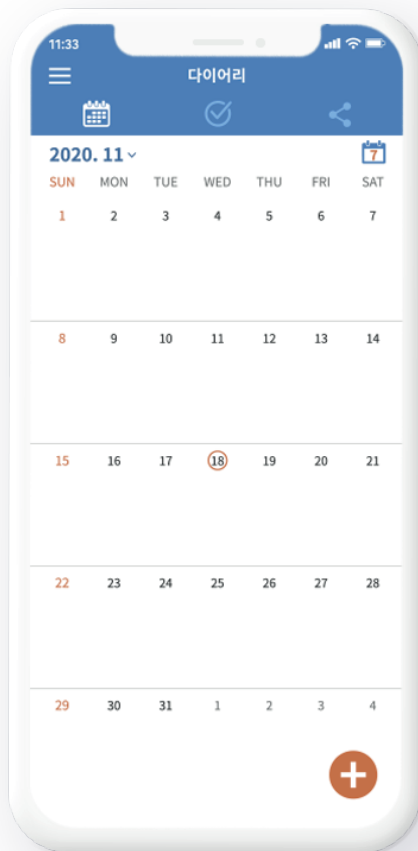 11:33
다이어리
2020. 11
7
SUN MON TUE WED THU FRI SAT
1 2 3 4 5 6 7
8 9 10 11 12 13 14
15 16 17 18 19 20 21
22 23 24 25 26 27 28
29 30 31 1 2 3 4